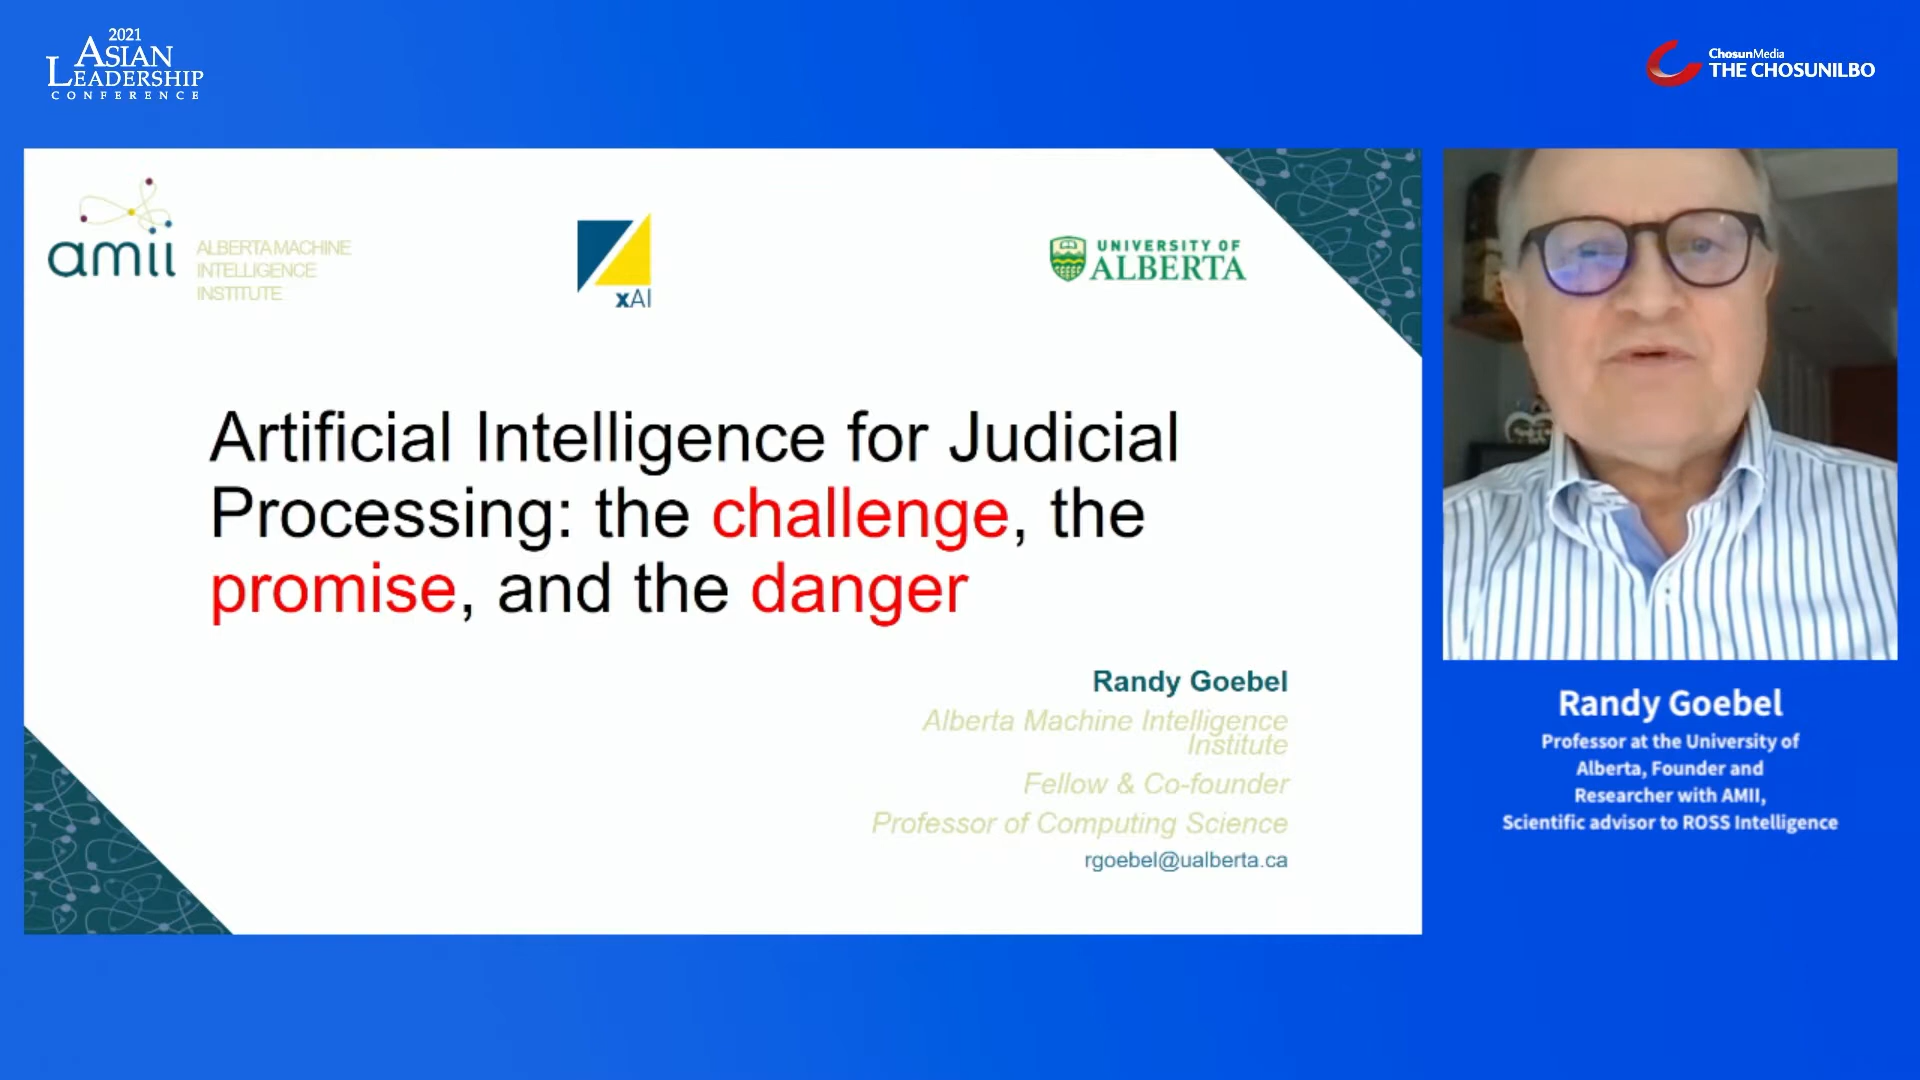 2021
ASIAN
LEADERSHIP
CONFERENCE
ChosunMedia
THE CHOSUNILBO
amii
ALBERTA MACHINE
INTELLIGENCE
INSTITUTE
xAI
UNIVERSITY OF
ALBERTA
Artificial Intelligence for Judicial
Processing: the challenge, the
promise, and the danger
Randy Goebel
Alberta Machine Intelligence
Institute
Fellow & Co-founder
Professor of Computing Science
rgoebel@ualberta.ca
Randy Goebel
Professor at the University of
Alberta, Founder and
Researcher with AMII,
Scientific advisor to ROSS Intelligence